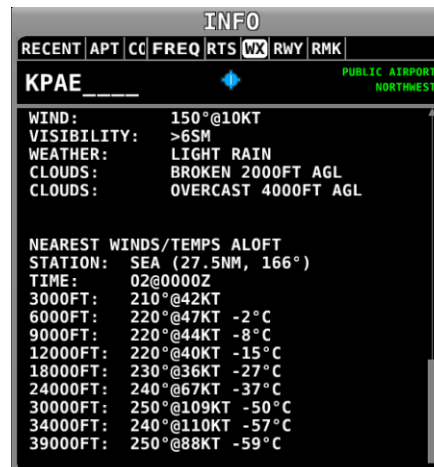 INFO
RECENT APT CC FREQ RTS WX RWY RMK
KPAE____
PUBLIC AIRPORT
NORTHWEST
WIND: 150°@10KT
VISIBILITY: >6SM
WEATHER: LIGHT RAIN
CLOUDS: BROKEN 2000FT AGL
CLOUDS: OVERCAST 4000FT AGL
NEAREST WINDS/TEMPS ALOFT
STATION: SEA (27.5NM, 166°)
TIME: 02@0000Z
3000FT: 210°@42KT
6000FT: 220°@47KT -2°C
9000FT: 220°@44KT -8°C
12000FT: 220°@40KT -15°C
18000FT: 230°@36KT -27°C
24000FT: 240°@67KT -37°C
30000FT: 250°@109KT -50°C
34000FT: 240°@110KT -57°C
39000FT: 250°@88KT -59°C